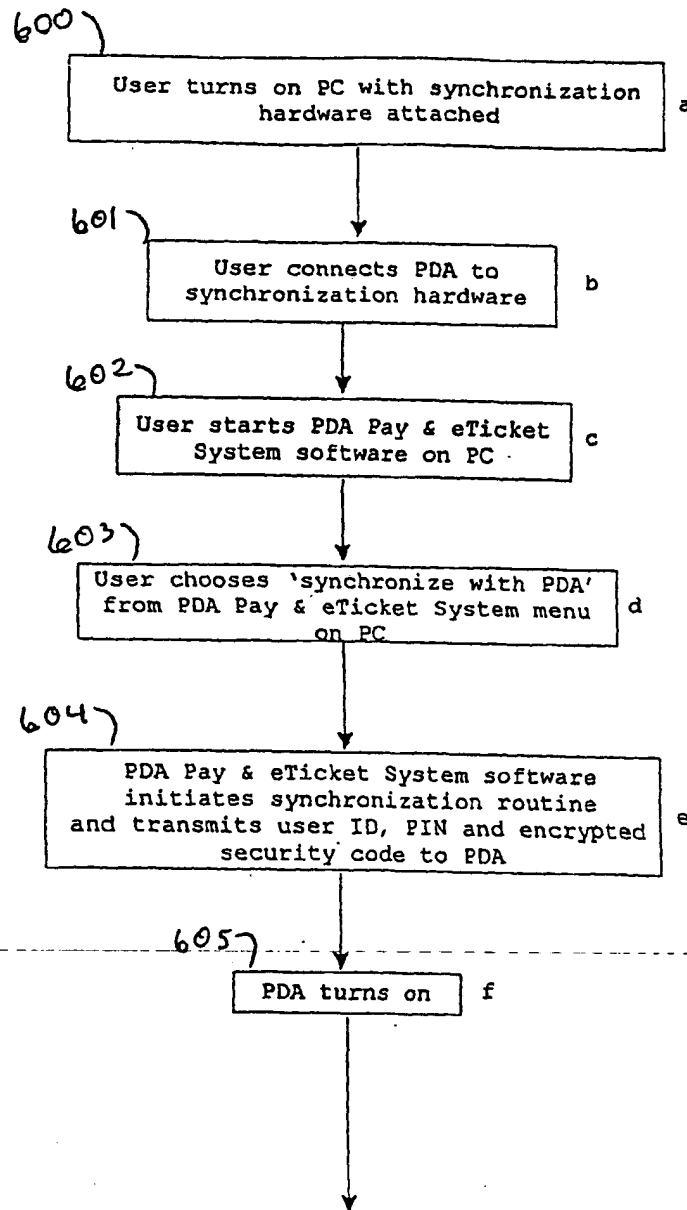 600
User turns on PC with synchronization
hardware attached
a
601
User connects PDA to
synchronization hardware
b
602
User starts PDA Pay & eTicket
System software on PC
c
603
User chooses 'synchronize with PDA'
from PDA Pay & eTicket System menu
on PC
d
604
PDA Pay & eTicket System software
initiates synchronization routine
and transmits user ID, PIN and encrypted
security code to PDA
e
605
PDA turns on
f